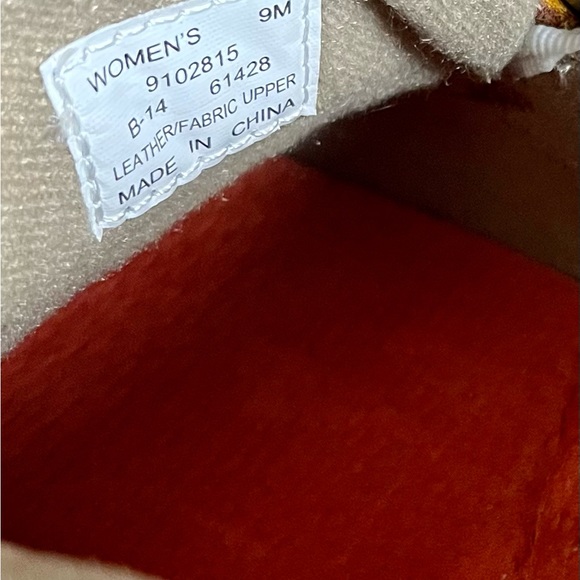 WOMEN'S 9M
9102815
B-14 61428
LEATHER/FABRIC UPPER
MADE IN CHINA